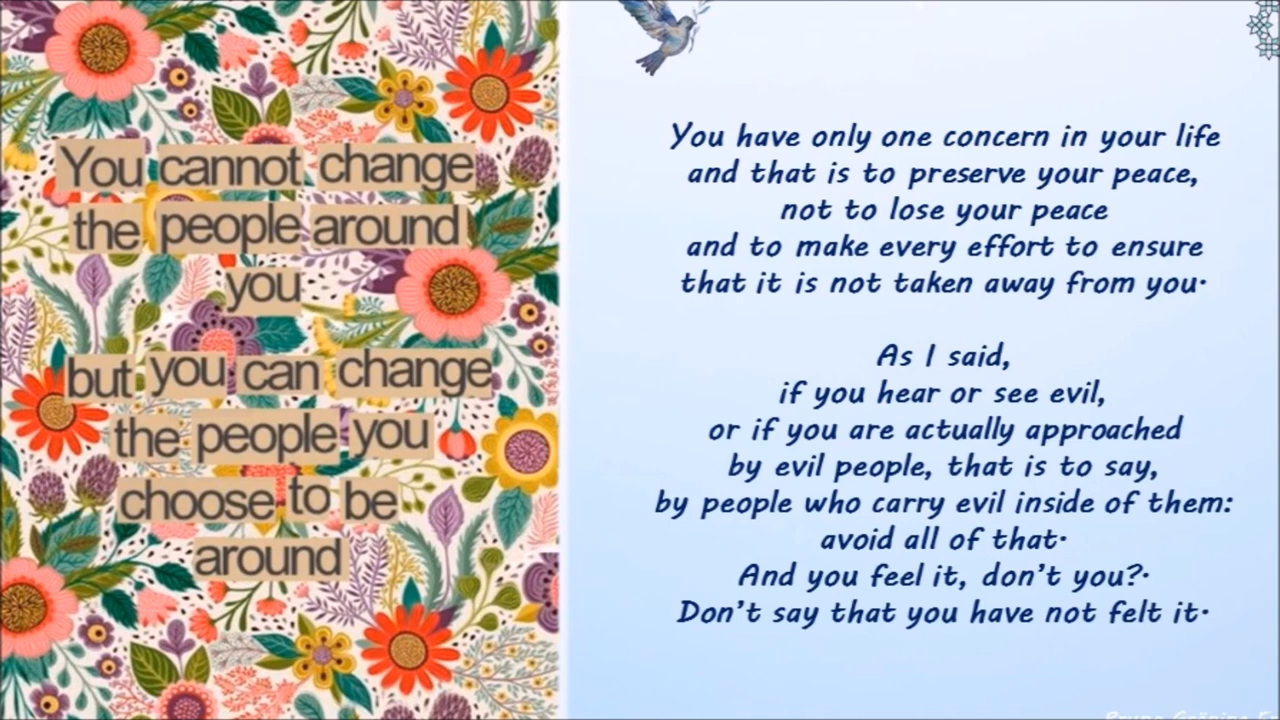 You cannot change
the people around
you
but you can change
the people you
choose to be
around
You have only one concern in your life
and that is to preserve your peace,
not to lose your peace
and to make every effort to ensure
that it is not taken away from you·
As I said,
if you hear or see evil,
or if you are actually approached
by evil people, that is to say,
by people who carry evil inside of them:
avoid all of that·
And you feel it, don't you?·
Don't say that you have not felt it·